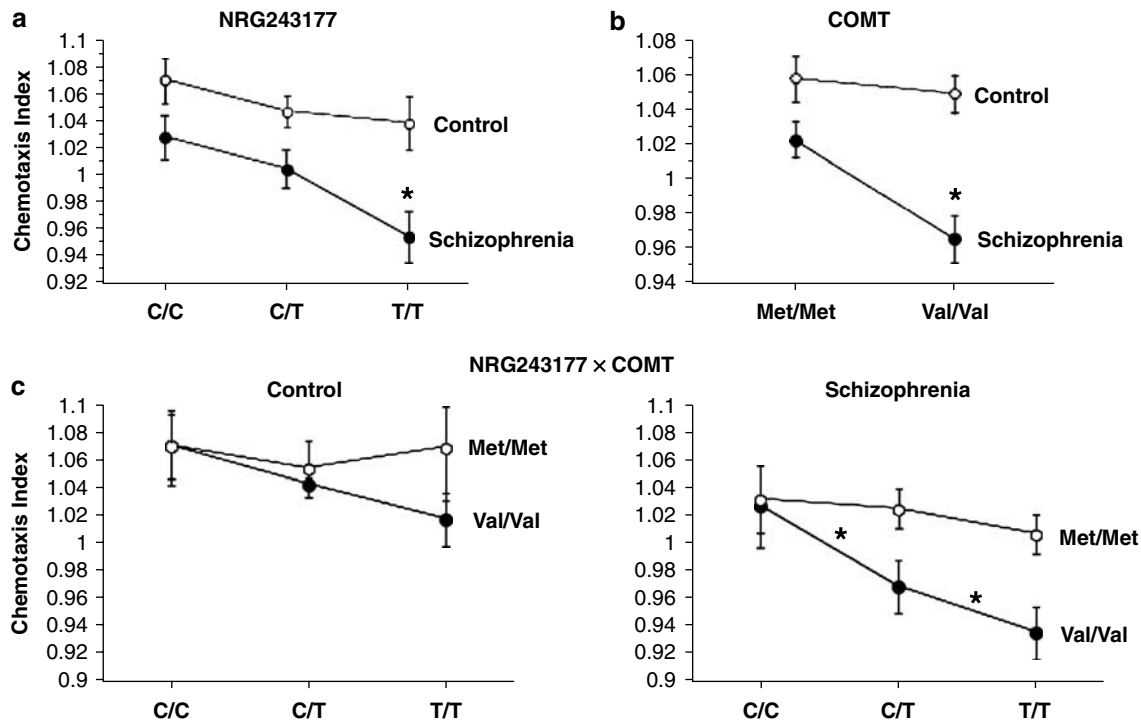 a
NRG243177
Chemotaxis Index
1.1
1.08
1.06
1.04
1.02
1
0.98
0.96
0.94
0.92
Control
*
Schizophrenia
C/C C/T T/T
b
COMT
1.08
1.06
1.04
1.02
1
0.98
0.96
0.94
Control
*
Schizophrenia
Met/Met Val/Val
NRG243177 × COMT
c
Control
Chemotaxis Index
1.1
1.08
1.06
1.04
1.02
1
0.98
0.96
0.94
0.92
0.9
Met/Met
Val/Val
C/C C/T T/T
Schizophrenia
1.1
1.08
1.06
1.04
1.02
1
0.98
0.96
0.94
0.92
0.9
*
Met/Met
*
Val/Val
C/C C/T T/T